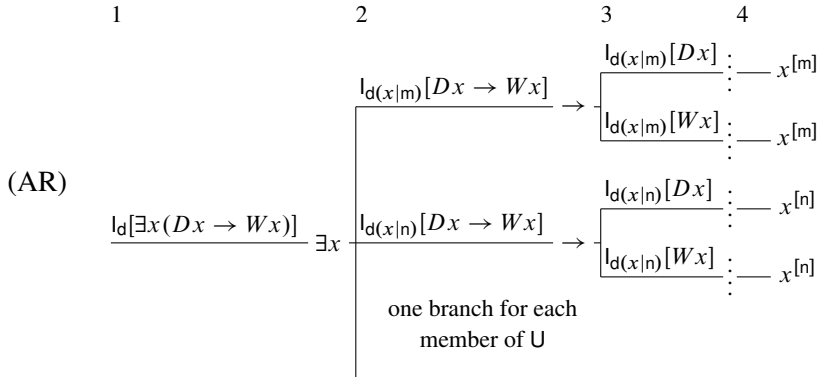 1 2 3 4
I_d(x|m)[Dx] x^[m]
I_d(x|m)[Dx → Wx] →
I_d(x|m)[Wx] x^[m]
(AR)
I_d(x|n)[Dx] x^[n]
I_d[∃x(Dx → Wx)] ∃x I_d(x|n)[Dx → Wx] →
I_d(x|n)[Wx] x^[n]
one branch for each
member of U